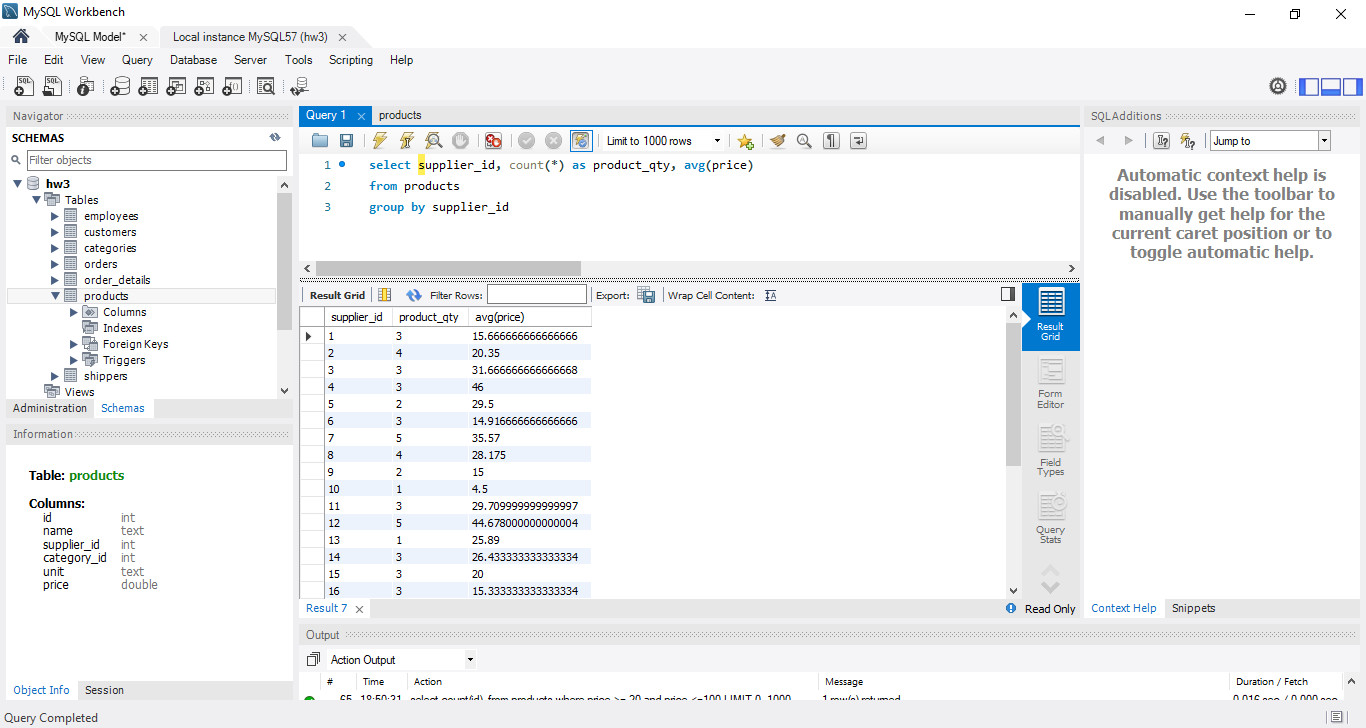 MySQL Workbench
MySQL Model* Local instance MySQL57 (hw3)
File Edit View Query Database Server Tools Scripting Help
Navigator
SCHEMAS
Filter objects
hw3
Tables
employees
customers
categories
orders
order_details
products
Columns
Indexes
Foreign Keys
Triggers
shippers
Views
Administration Schemas
Information
Table: products
Columns:
id int
name text
supplier_id int
category_id int
unit text
price double
Object Info Session
Query 1 products
Limit to 1000 rows
1 select supplier_id, count(*) as product_qty, avg(price)
2 from products
3 group by supplier_id
Result Grid Filter Rows: Export: Wrap Cell Content:
supplier_id product_qty avg(price)
1 3 15.666666666666666
2 4 20.35
3 3 31.666666666666668
4 3 46
5 2 29.5
6 3 14.916666666666666
7 5 35.57
8 4 28.175
9 2 15
10 1 4.5
11 3 29.709999999999997
12 5 44.678000000000004
13 1 25.89
14 3 26.433333333333334
15 3 20
16 3 15.333333333333334
Result Grid
Form Editor
Field Types
Query Stats
Result 7 Read Only
Output
Action Output
# Time Action Message Duration / Fetch
65 18:50:31 select count(id) from products where price >= 20 and price <=100 LIMIT 0, 1000 1 row(s) returned 0.016 sec / 0.000 sec
SQLAdditions
Jump to
Automatic context help is
disabled. Use the toolbar to
manually get help for the
current caret position or to
toggle automatic help.
Context Help Snippets
Query Completed